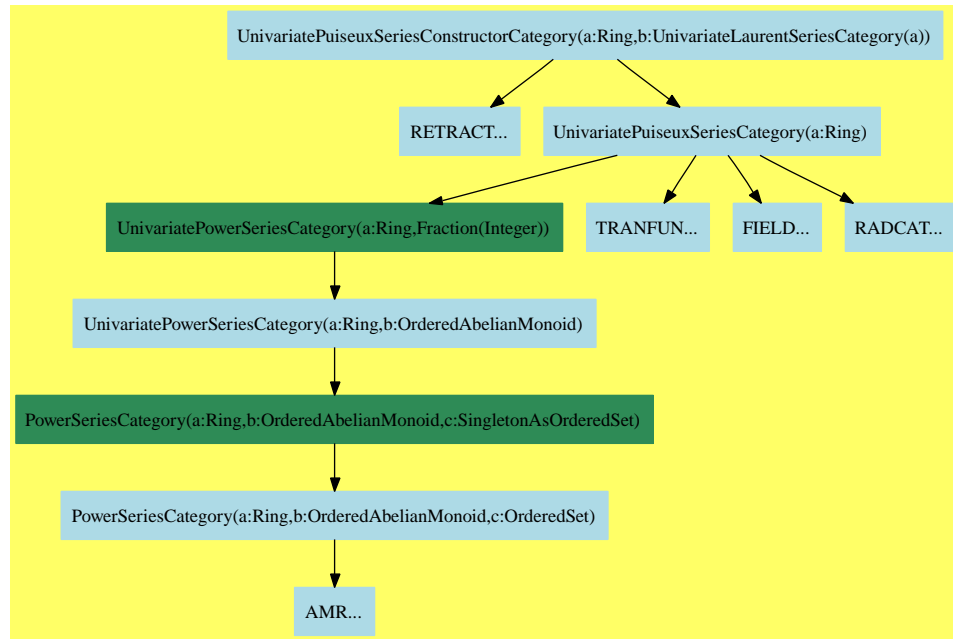 UnivariatePuiseuxSeriesConstructorCategory(a:Ring,b:UnivariateLaurentSeriesCategory(a))
RETRACT...
UnivariatePuiseuxSeriesCategory(a:Ring)
UnivariatePowerSeriesCategory(a:Ring,Fraction(Integer))
TRANFUN...
FIELD...
RADCAT...
UnivariatePowerSeriesCategory(a:Ring,b:OrderedAbelianMonoid)
PowerSeriesCategory(a:Ring,b:OrderedAbelianMonoid,c:SingletonAsOrderedSet)
PowerSeriesCategory(a:Ring,b:OrderedAbelianMonoid,c:OrderedSet)
AMR...